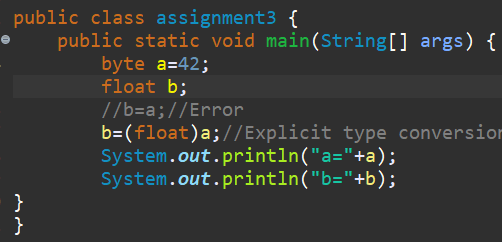 public class assignment3 {
public static void main(String[] args) {
byte a=42;
float b;
//b=a;//Error
b=(float)a;//Explicit type conversion
System.out.println("a="+a);
System.out.println("b="+b);
}
}